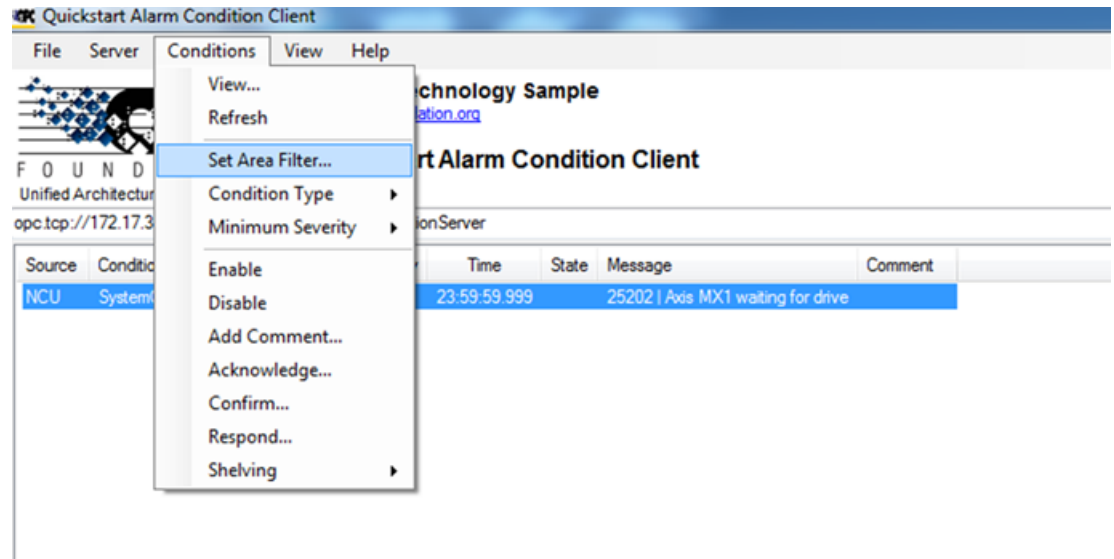 Quickstart Alarm Condition Client
File Server Conditions View Help
View...
Refresh
Set Area Filter...
Condition Type
Minimum Severity
Enable
Disable
Add Comment...
Acknowledge...
Confirm...
Respond...
Shelving
chnology Sample
lation.org
rt Alarm Condition Client
F O U N D
Unified Architectur
opc.tcp://172.17.3 ionServer
Source Conditio Time State Message Comment
NCU System 23:59:59.999 25202 | Axis MX1 waiting for drive